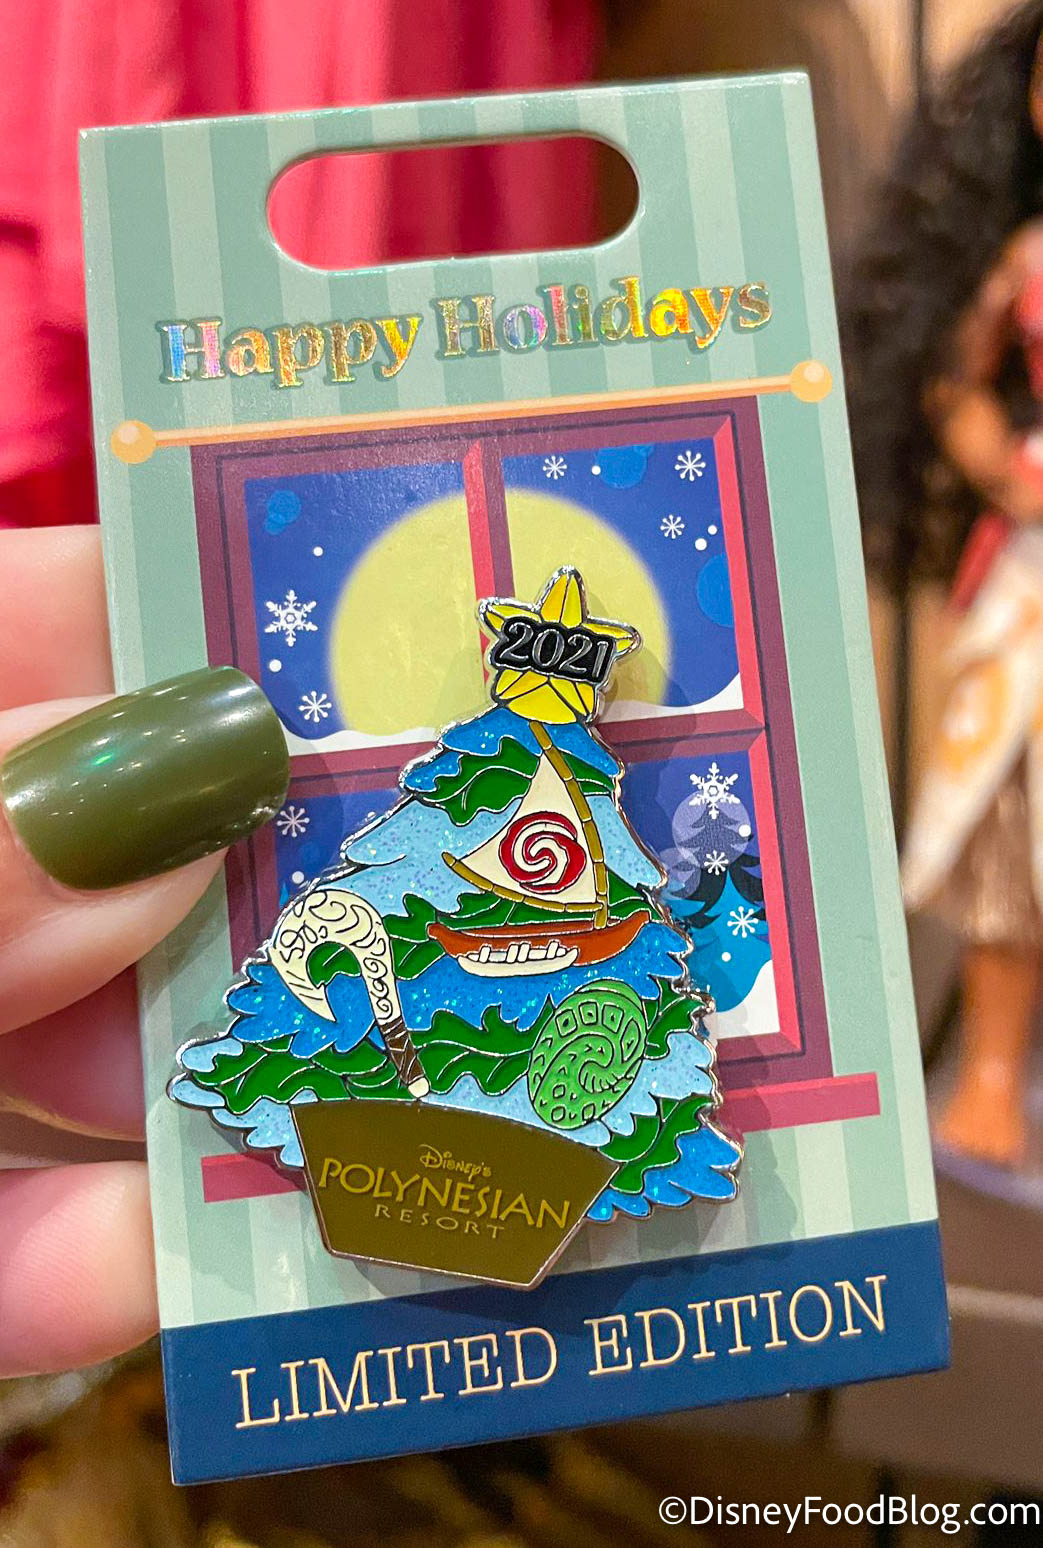 Happy Holidays
2021
Disney's
POLYNESIAN
RESORT
LIMITED EDITION
©DisneyFoodBlog.com